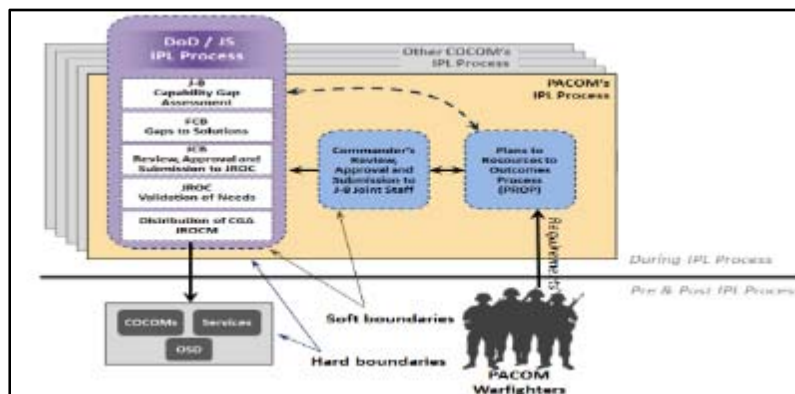 DoD / JS
IPL Process
Other COCOM's
IPL Process
PACOM's
IPL Process
J-8
Capability Gap
Assessment
FCB
Gaps to Solutions
JCB
Review, Approval and
Submission to JROC
JROC
Validation of Needs
Distribution of CGA
JROCM
Commander's
Review,
Approval and
Submission to
J-8 Joint Staff
Plans to
Resources to
Outcomes
Process
(PROP)
Requirements
During IPL Process
Pre & Post IPL Process
COCOMs
Services
OSD
Soft boundaries
Hard boundaries
PACOM
Warfighters